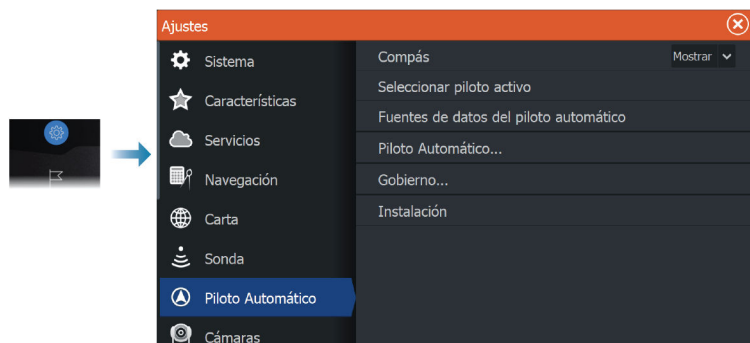 Ajustes
Sistema
Características
Servicios
Navegación
Carta
Sonda
Piloto Automático
Cámaras
Compás Mostrar
Seleccionar piloto activo
Fuentes de datos del piloto automático
Piloto Automático...
Gobierno...
Instalación